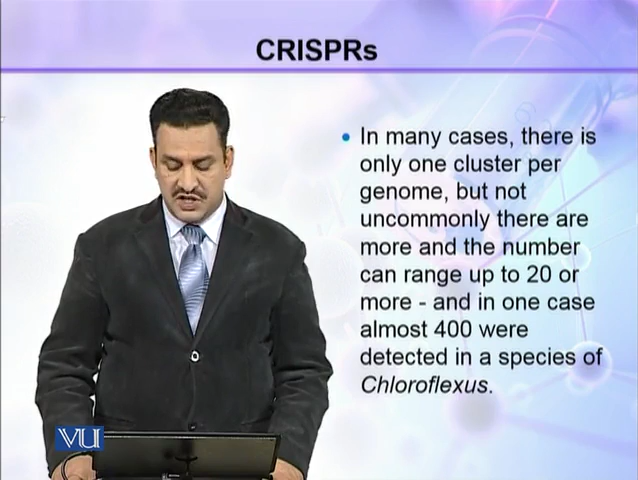 CRISPRs
• In many cases, there is
only one cluster per
genome, but not
uncommonly there are
more and the number
can range up to 20 or
more - and in one case
almost 400 were
detected in a species of
Chloroflexus.
VU